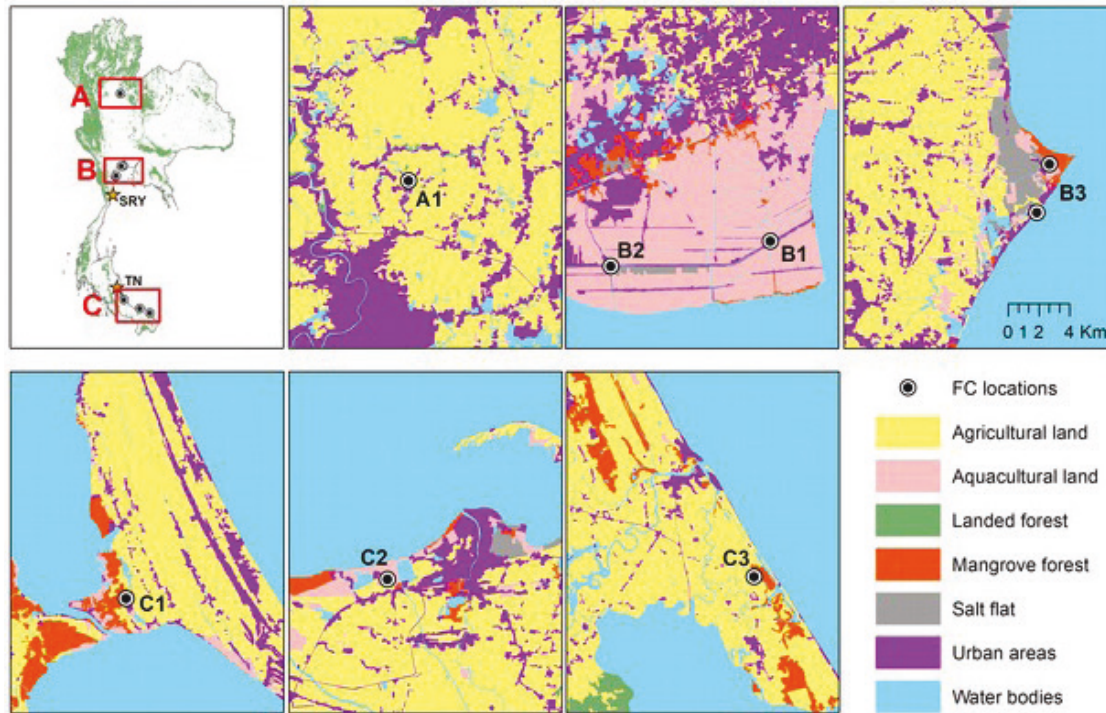 A
B
SRY
TN
C
A1
B2
B1
B3
0 1 2 4 Km
C1
C2
C3
FC locations
Agricultural land
Aquacultural land
Landed forest
Mangrove forest
Salt flat
Urban areas
Water bodies